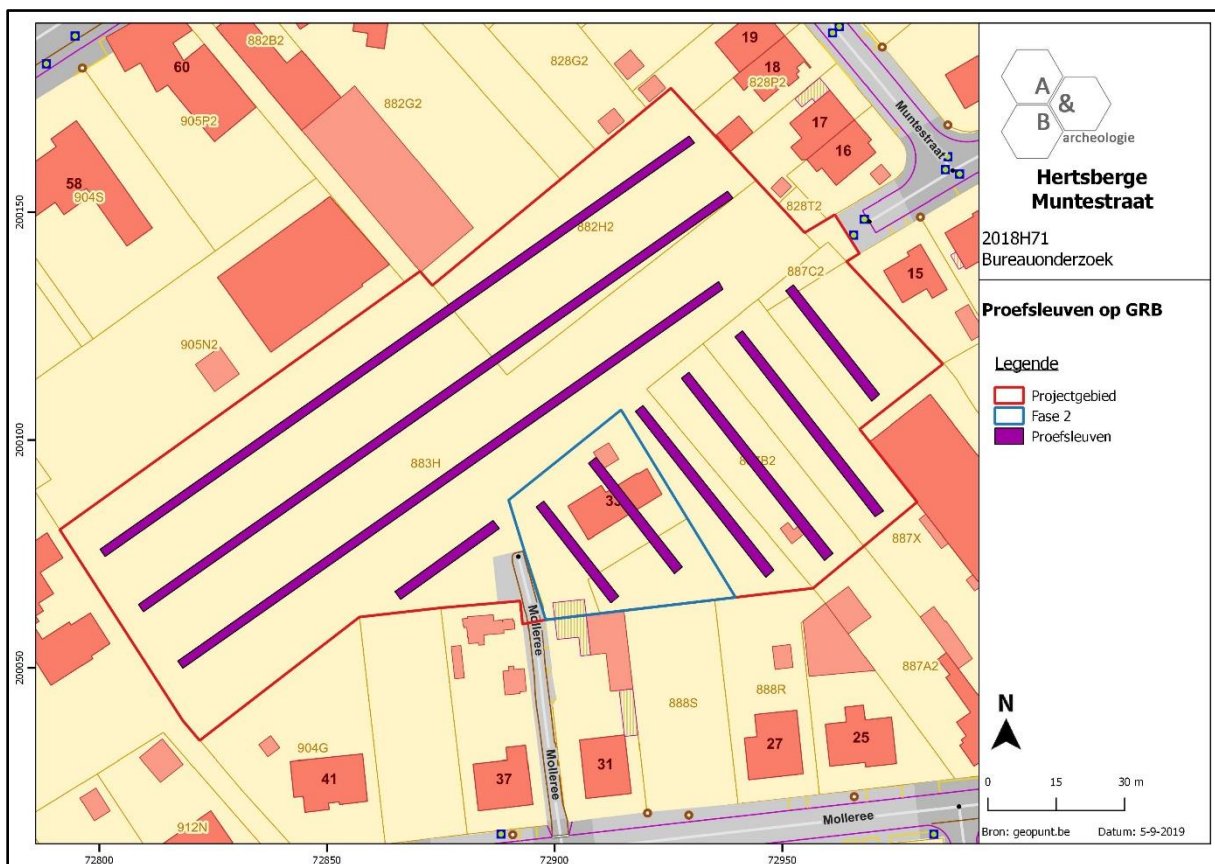 60
882B2
882G2
828G2
19
18
828P2
905P2
17
16
Muntestraat
58
904S
882H2
828T2
887C2
15
905N2
883H
887B2
33
887X
Molleree
887A2
888S
888R
904G
41
37
31
27
25
Molleree
Molleree
912N
200150
200100
200050
72800
72850
72900
72950
A
&
B
archeologie
Hertsberge
Muntestraat
2018H71
Bureauonderzoek
Proefsleuven op GRB
Legende
Projectgebied
Fase 2
Proefsleuven
N
0 15 30 m
Bron: geopunt.be Datum: 5-9-2019